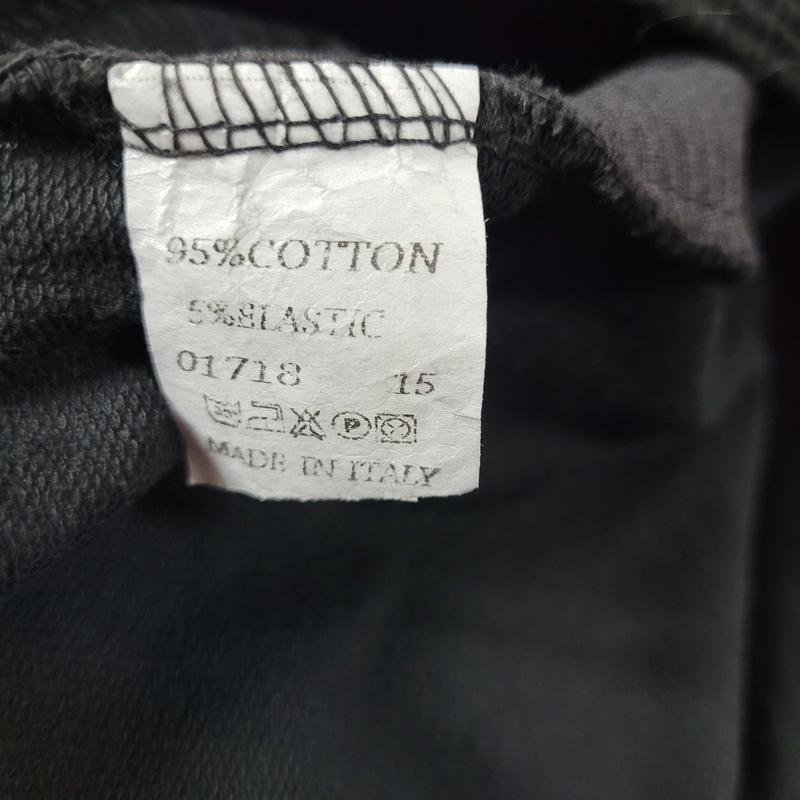 95%COTTON
5%ELASTIC
01718 15
P
MADE IN ITALY